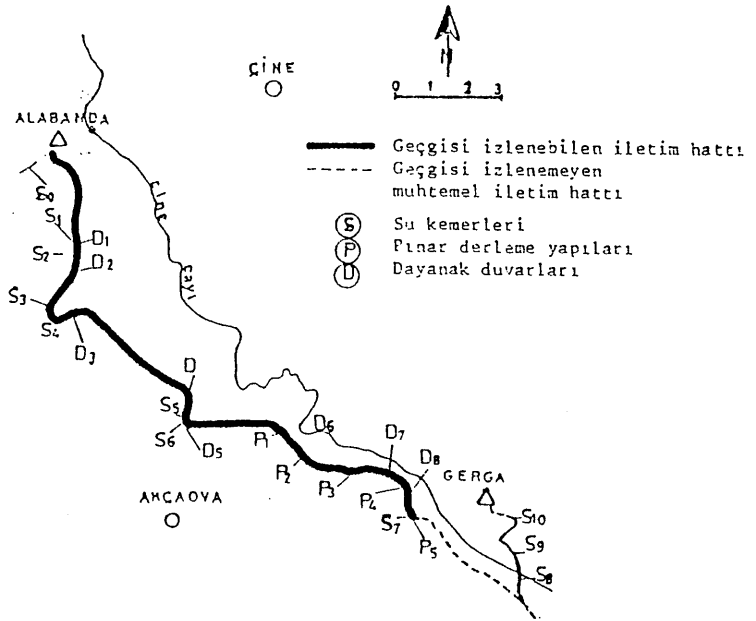 ÇİNE
N
0 1 2 3
ALABANDA
Geçgisi izlenebilen iletim hattı
Geçgisi izlenemeyen
muhtemel iletim hattı
S Su kemerleri
P Pınar derleme yapıları
D Dayanak duvarları
çine
çayı
S1
D1
S2
D2
S3
S4
D3
D
S5
S6
D5
P1
D6
P2
P3
D7
D8
P4
GERGA
S7
P5
S10
S9
S8
AKÇAOVA